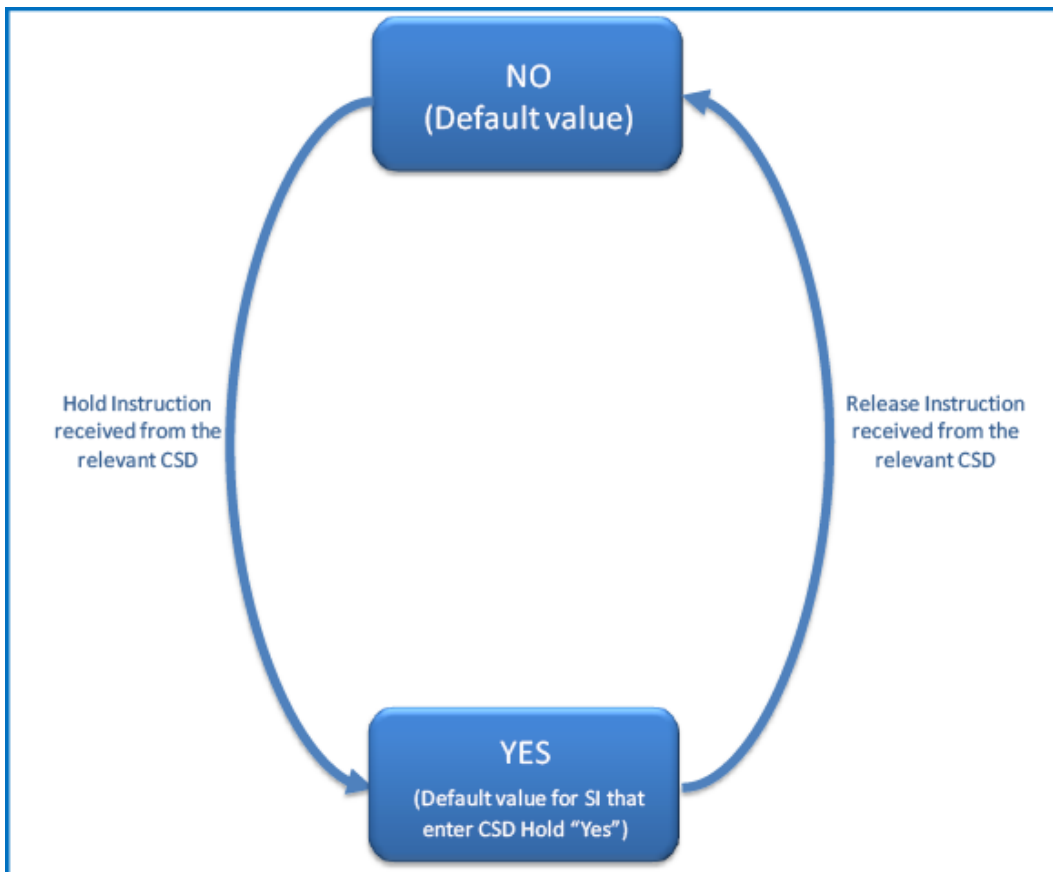 NO
(Default value)
Hold Instruction
received from the
relevant CSD
Release Instruction
received from the
relevant CSD
YES
(Default value for SI that
enter CSD Hold “Yes”)